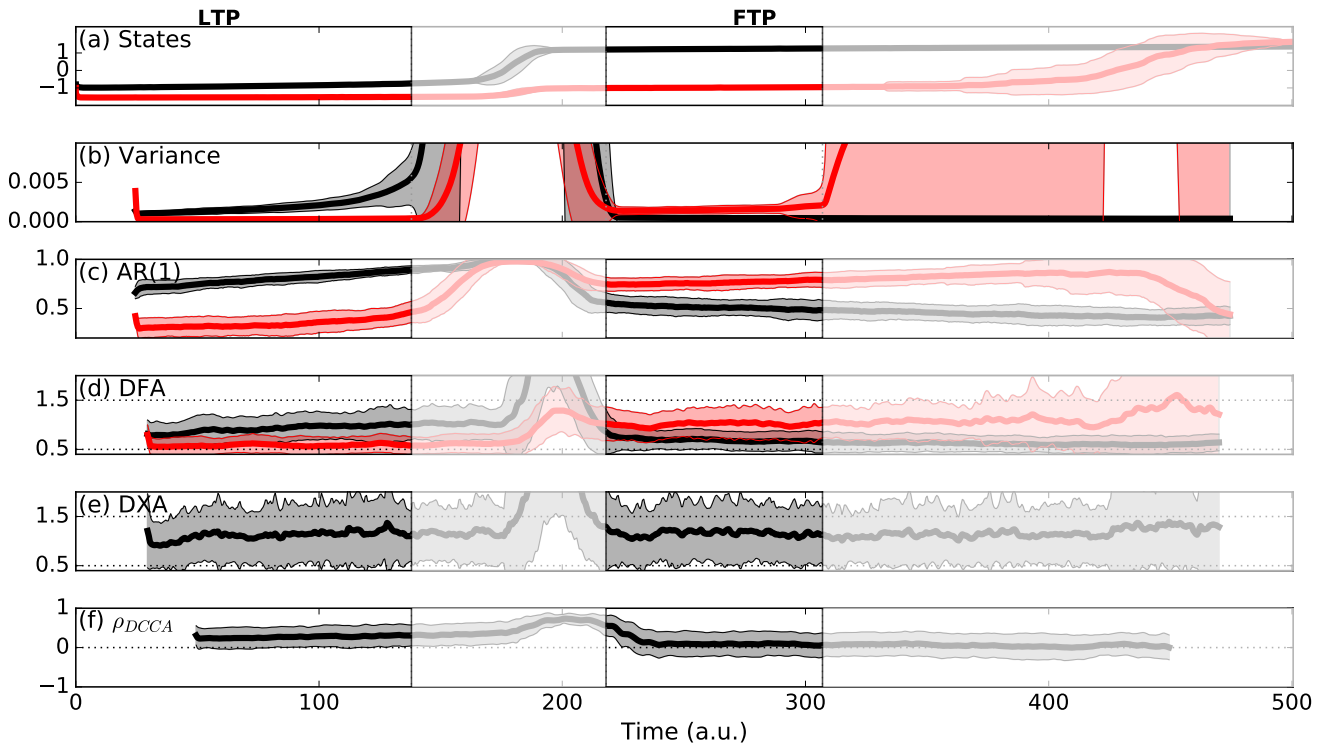 LTP FTP
(a) States
1
0
−1
(b) Variance
0.005
0.000
(c) AR(1)
1.0
0.5
(d) DFA
1.5
0.5
(e) DXA
1.5
0.5
(f) ρDCCA
1
0
−1
0 100 200 300 400 500
Time (a.u.)